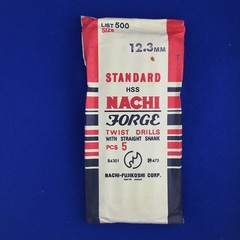 LIST 500
SIZE
12.3MM
STANDARD
HSS
NACHI
FORGE
TWIST DRILLS
WITH STRAIGHT SHANK
PCS 5
NACHI-FUJIKOSHI CORP.